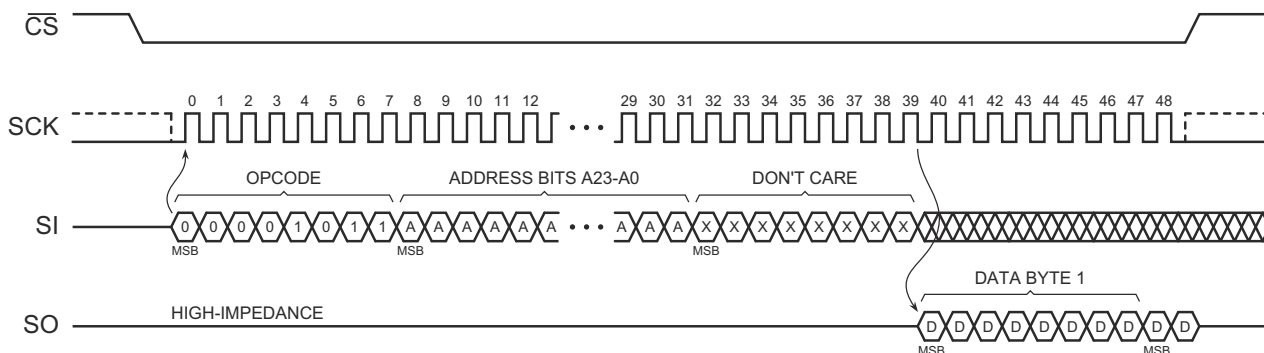 CS
0 1 2 3 4 5 6 7 8 9 10 11 12 29 30 31 32 33 34 35 36 37 38 39 40 41 42 43 44 45 46 47 48
SCK
OPCODE ADDRESS BITS A23-A0 DON'T CARE
SI 0 0 0 0 1 0 1 1 A A A A A A A A A X X X X X X X X
MSB MSB MSB
DATA BYTE 1
HIGH-IMPEDANCE
SO D D D D D D D D D D
MSB MSB